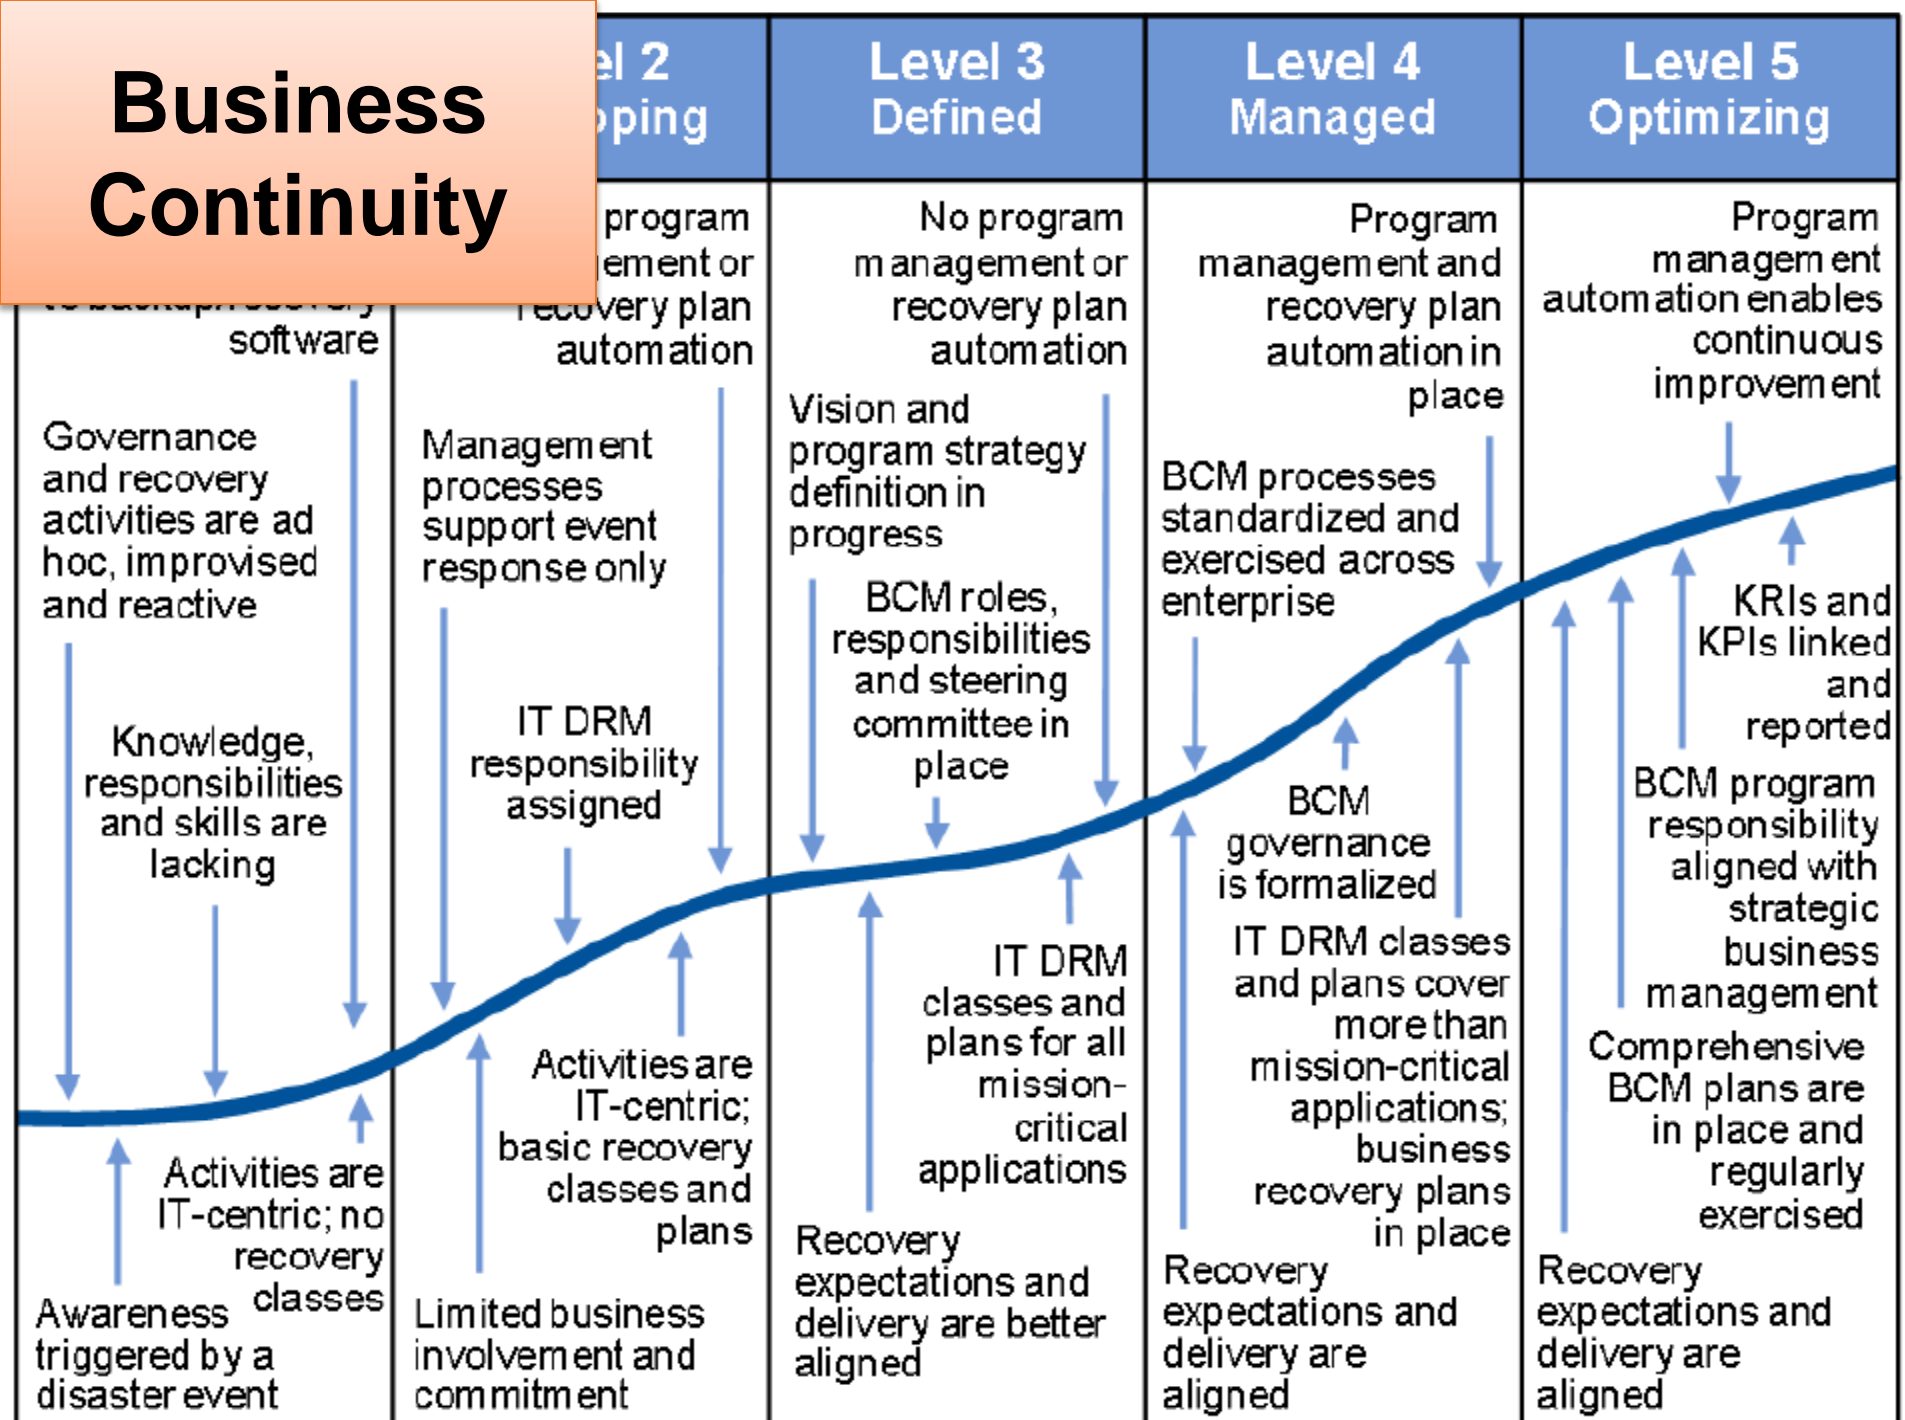 Business
Continuity
el 2
oping
Level 3
Defined
Level 4
Managed
Level 5
Optimizing
software
Governance
and recovery
activities are ad
hoc, improvised
and reactive
Knowledge,
responsibilities
and skills are
lacking
Activities are
IT-centric; no
recovery
classes
Awareness
triggered by a
disaster event
program
ement or
recovery plan
automation
Management
processes
support event
response only
IT DRM
responsibility
assigned
Activities are
IT-centric;
basic recovery
classes and
plans
Limited business
involvement and
commitment
No program
management or
recovery plan
automation
Vision and
program strategy
definition in
progress
BCM roles,
responsibilities
and steering
committee in
place
IT DRM
classes and
plans for all
mission-
critical
applications
Recovery
expectations and
delivery are better
aligned
Program
management and
recovery plan
automation in
place
BCM processes
standardized and
exercised across
enterprise
BCM
governance
is formalized
IT DRM classes
and plans cover
more than
mission-critical
applications;
business
recovery plans
in place
Recovery
expectations and
delivery are
aligned
Program
management
automation enables
continuous
improvement
KRIs and
KPIs linked
and
reported
BCM program
responsibility
aligned with
strategic
business
management
Comprehensive
BCM plans are
in place and
regularly
exercised
Recovery
expectations and
delivery are
aligned